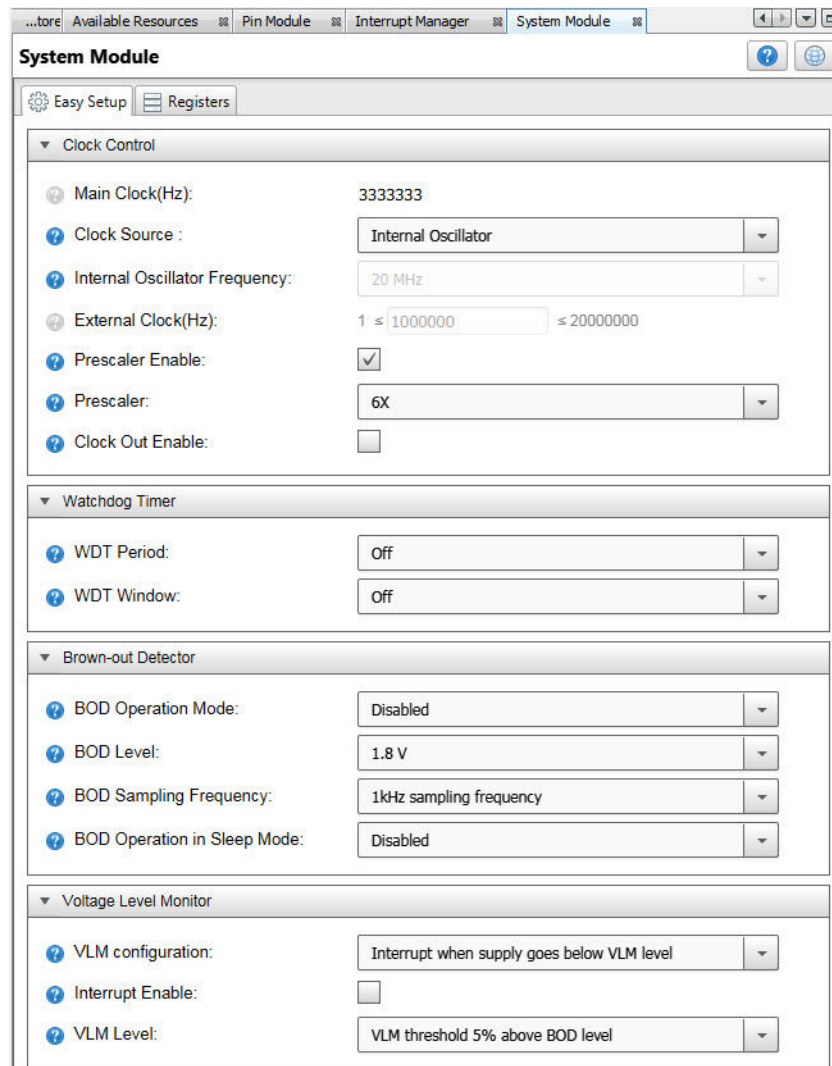 ...tore Available Resources Pin Module Interrupt Manager System Module
System Module
Easy Setup Registers
Clock Control
Main Clock(Hz): 3333333
Clock Source : Internal Oscillator
Internal Oscillator Frequency: 20 MHz
External Clock(Hz): 1 ≤ 1000000 ≤ 20000000
Prescaler Enable:
Prescaler: 6X
Clock Out Enable:
Watchdog Timer
WDT Period: Off
WDT Window: Off
Brown-out Detector
BOD Operation Mode: Disabled
BOD Level: 1.8 V
BOD Sampling Frequency: 1kHz sampling frequency
BOD Operation in Sleep Mode: Disabled
Voltage Level Monitor
VLM configuration: Interrupt when supply goes below VLM level
Interrupt Enable:
VLM Level: VLM threshold 5% above BOD level